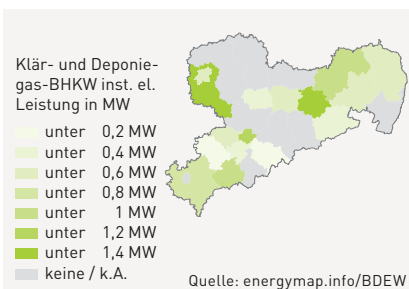 Klär- und Deponie-
gas-BHKW inst. el.
Leistung in MW
unter 0,2 MW
unter 0,4 MW
unter 0,6 MW
unter 0,8 MW
unter 1 MW
unter 1,2 MW
unter 1,4 MW
keine / k.A.
Quelle: energymap.info/BDEW